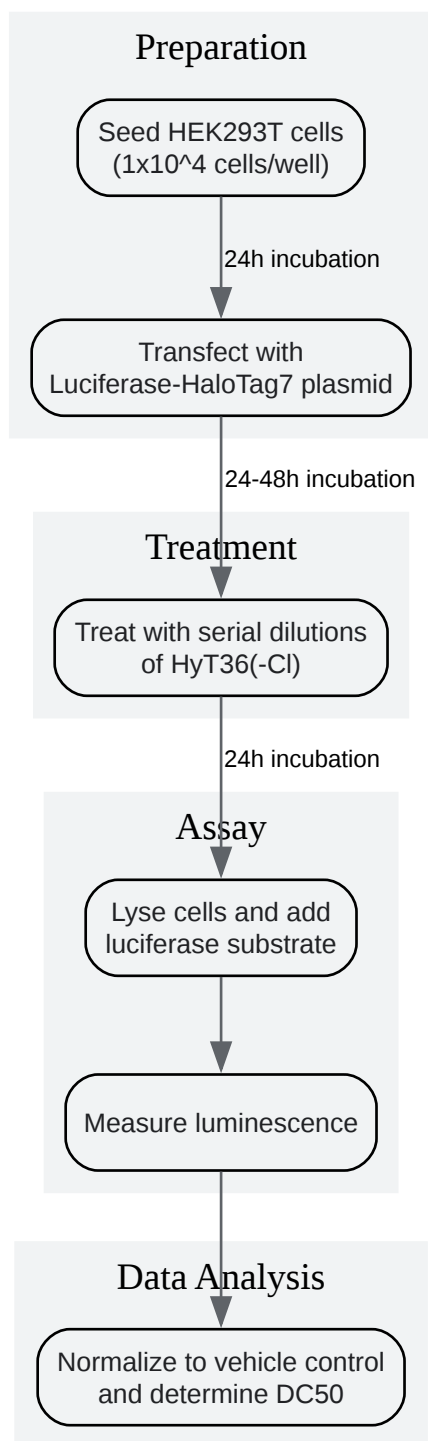 Preparation
Seed HEK293T cells
(1x10^4 cells/well)
24h incubation
Transfect with
Luciferase-HaloTag7 plasmid
24-48h incubation
Treatment
Treat with serial dilutions
of HyT36(-Cl)
24h incubation
Assay
Lyse cells and add
luciferase substrate
Measure luminescence
Data Analysis
Normalize to vehicle control
and determine DC50